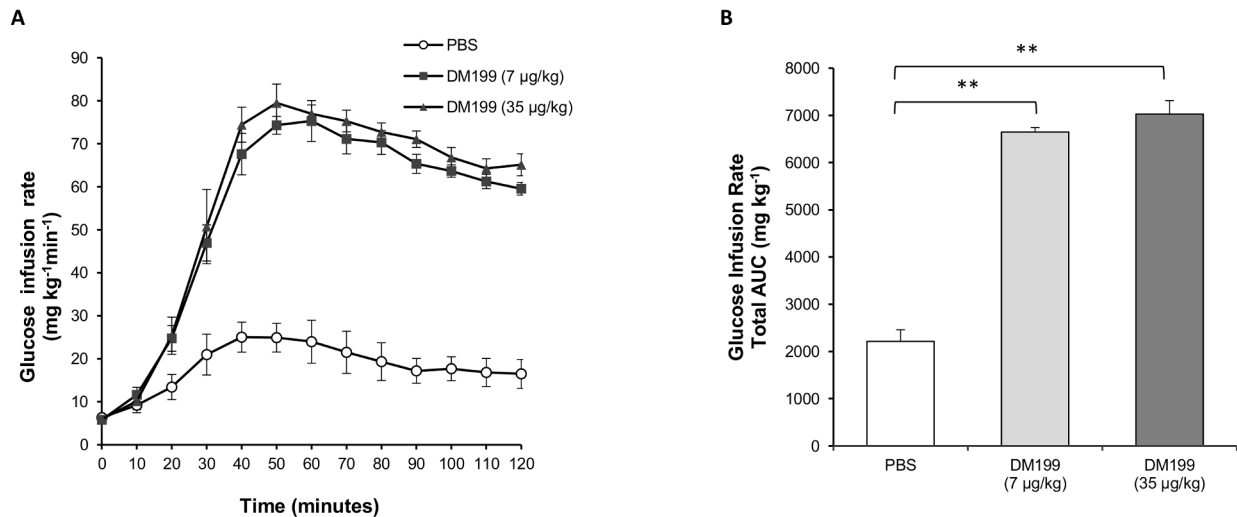 A
PBS
DM199 (7 µg/kg)
DM199 (35 µg/kg)
90
80
70
60
50
40
30
20
10
0
Glucose infusion rate
(mg kg-1min-1)
0 10 20 30 40 50 60 70 80 90 100 110 120
Time (minutes)
B
**
**
8000
7000
6000
5000
4000
3000
2000
1000
0
Glucose Infusion Rate
Total AUC (mg kg-1)
PBS
DM199
(7 µg/kg)
DM199
(35 µg/kg)